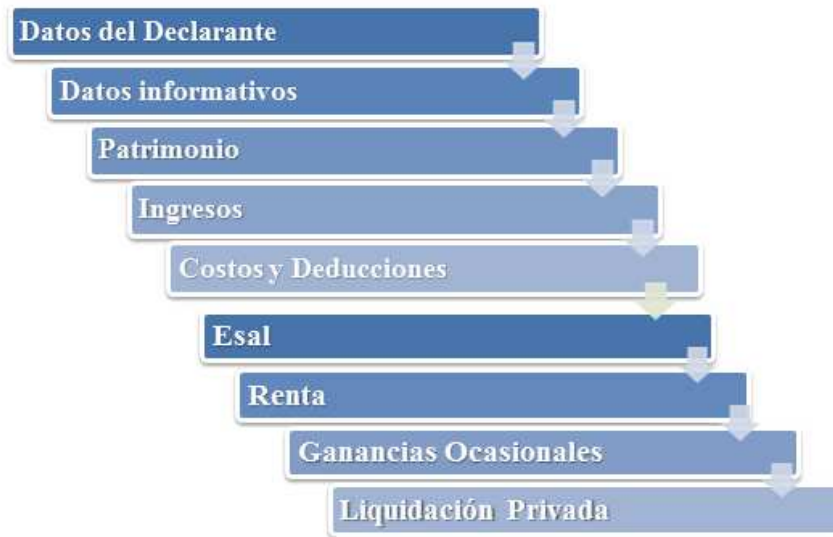 Datos del Declarante
Datos informativos
Patrimonio
Ingresos
Costos y Deducciones
Esal
Renta
Ganancias Ocasionales
Liquidación Privada